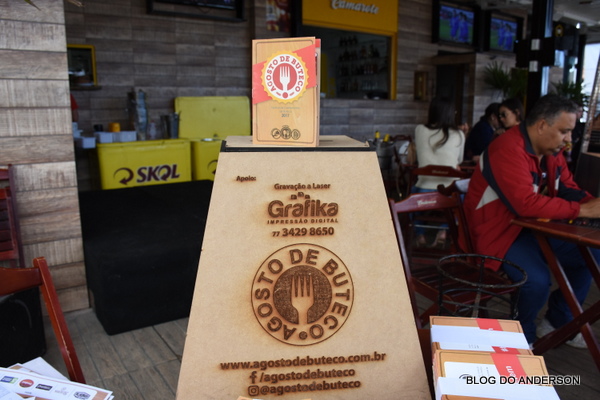 Camarote
AGOSTO DE BUTECO
SKOL
Apoio:
Gravação a Laser
Grafika
IMPRESSÃO DIGITAL
77 3429 8650
AGOSTO DE BUTECO
www.agostodebuteco.com.br
/agostodebuteco
@agostodebuteco
BLOG DO ANDERSON